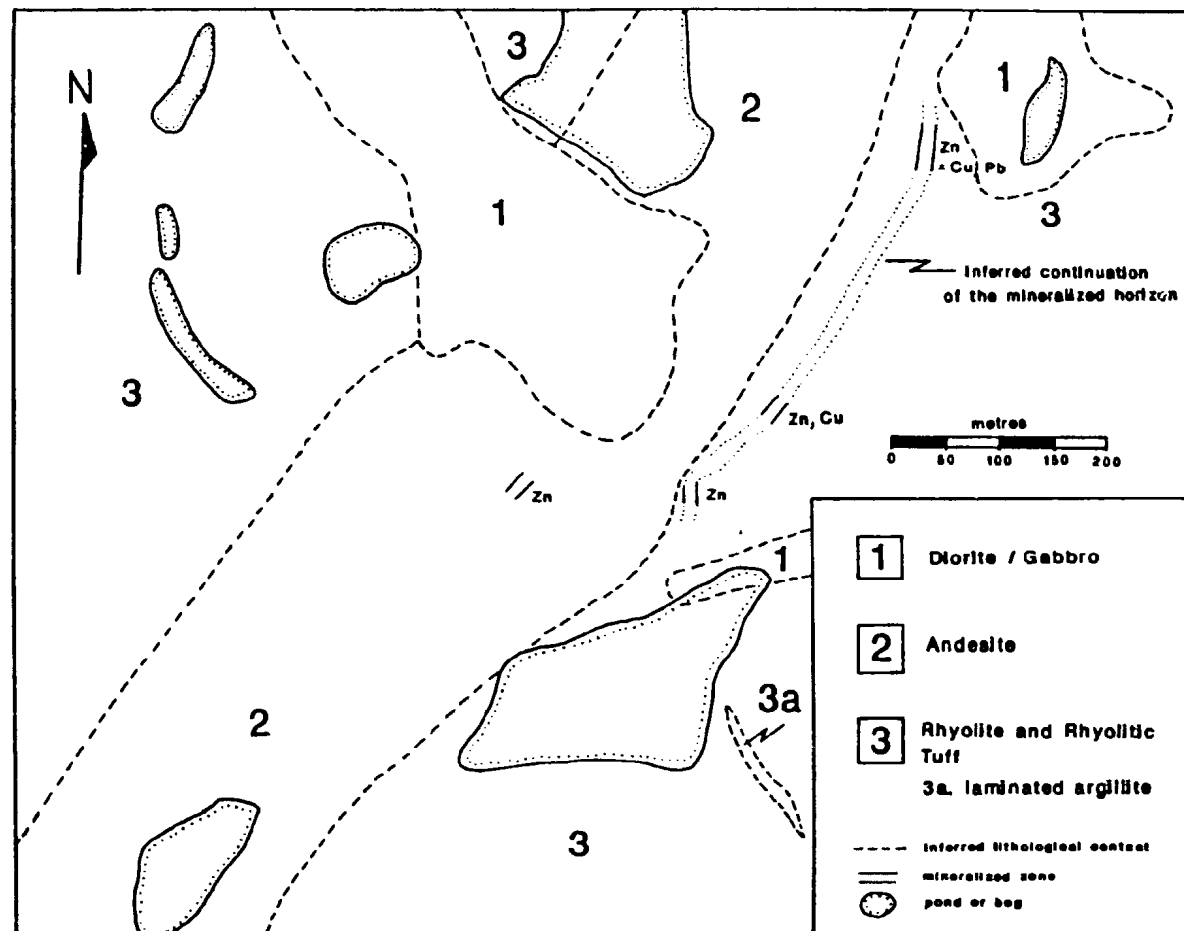 3
1
N
2
Zn
Cu, Pb
1
3
Inferred continuation
of the mineralized horizon
3
Zn, Cu
metres
0 50 100 150 200
Zn
Zn
1
1 Diorite / Gabbro
2 Andesite
3a
2
3 Rhyolite and Rhyolitic
Tuff
3a. laminated argillite
3
inferred lithological contact
mineralized zone
pond or bog